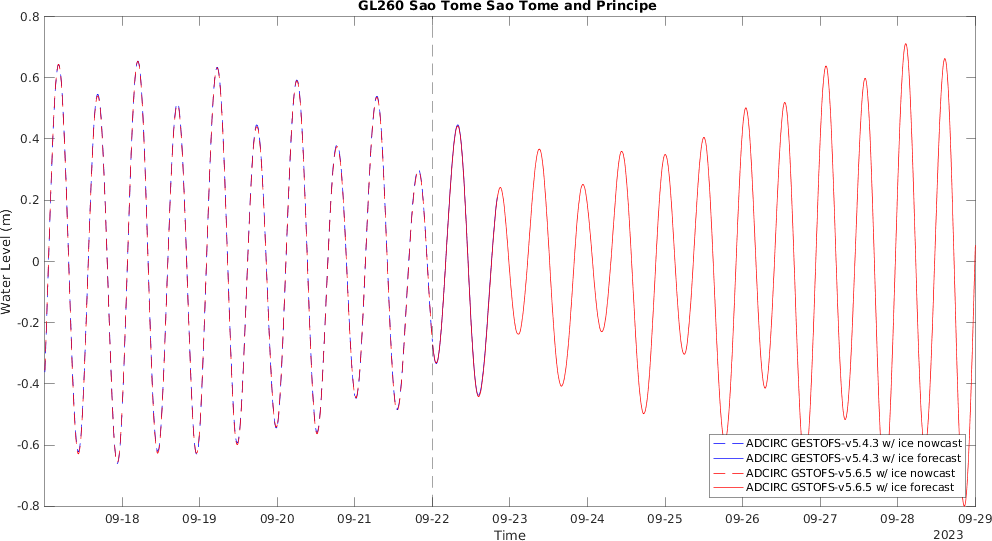 GL260 Sao Tome Sao Tome and Principe
0.8
0.6
0.4
0.2
0
-0.2
-0.4
-0.6
-0.8
Water Level (m)
ADCIRC GESTOFS-v5.4.3 w/ ice nowcast
ADCIRC GESTOFS-v5.4.3 w/ ice forecast
ADCIRC GSTOFS-v5.6.5 w/ ice nowcast
ADCIRC GSTOFS-v5.6.5 w/ ice forecast
09-18 09-19 09-20 09-21 09-22 09-23 09-24 09-25 09-26 09-27 09-28 09-29
Time
2023